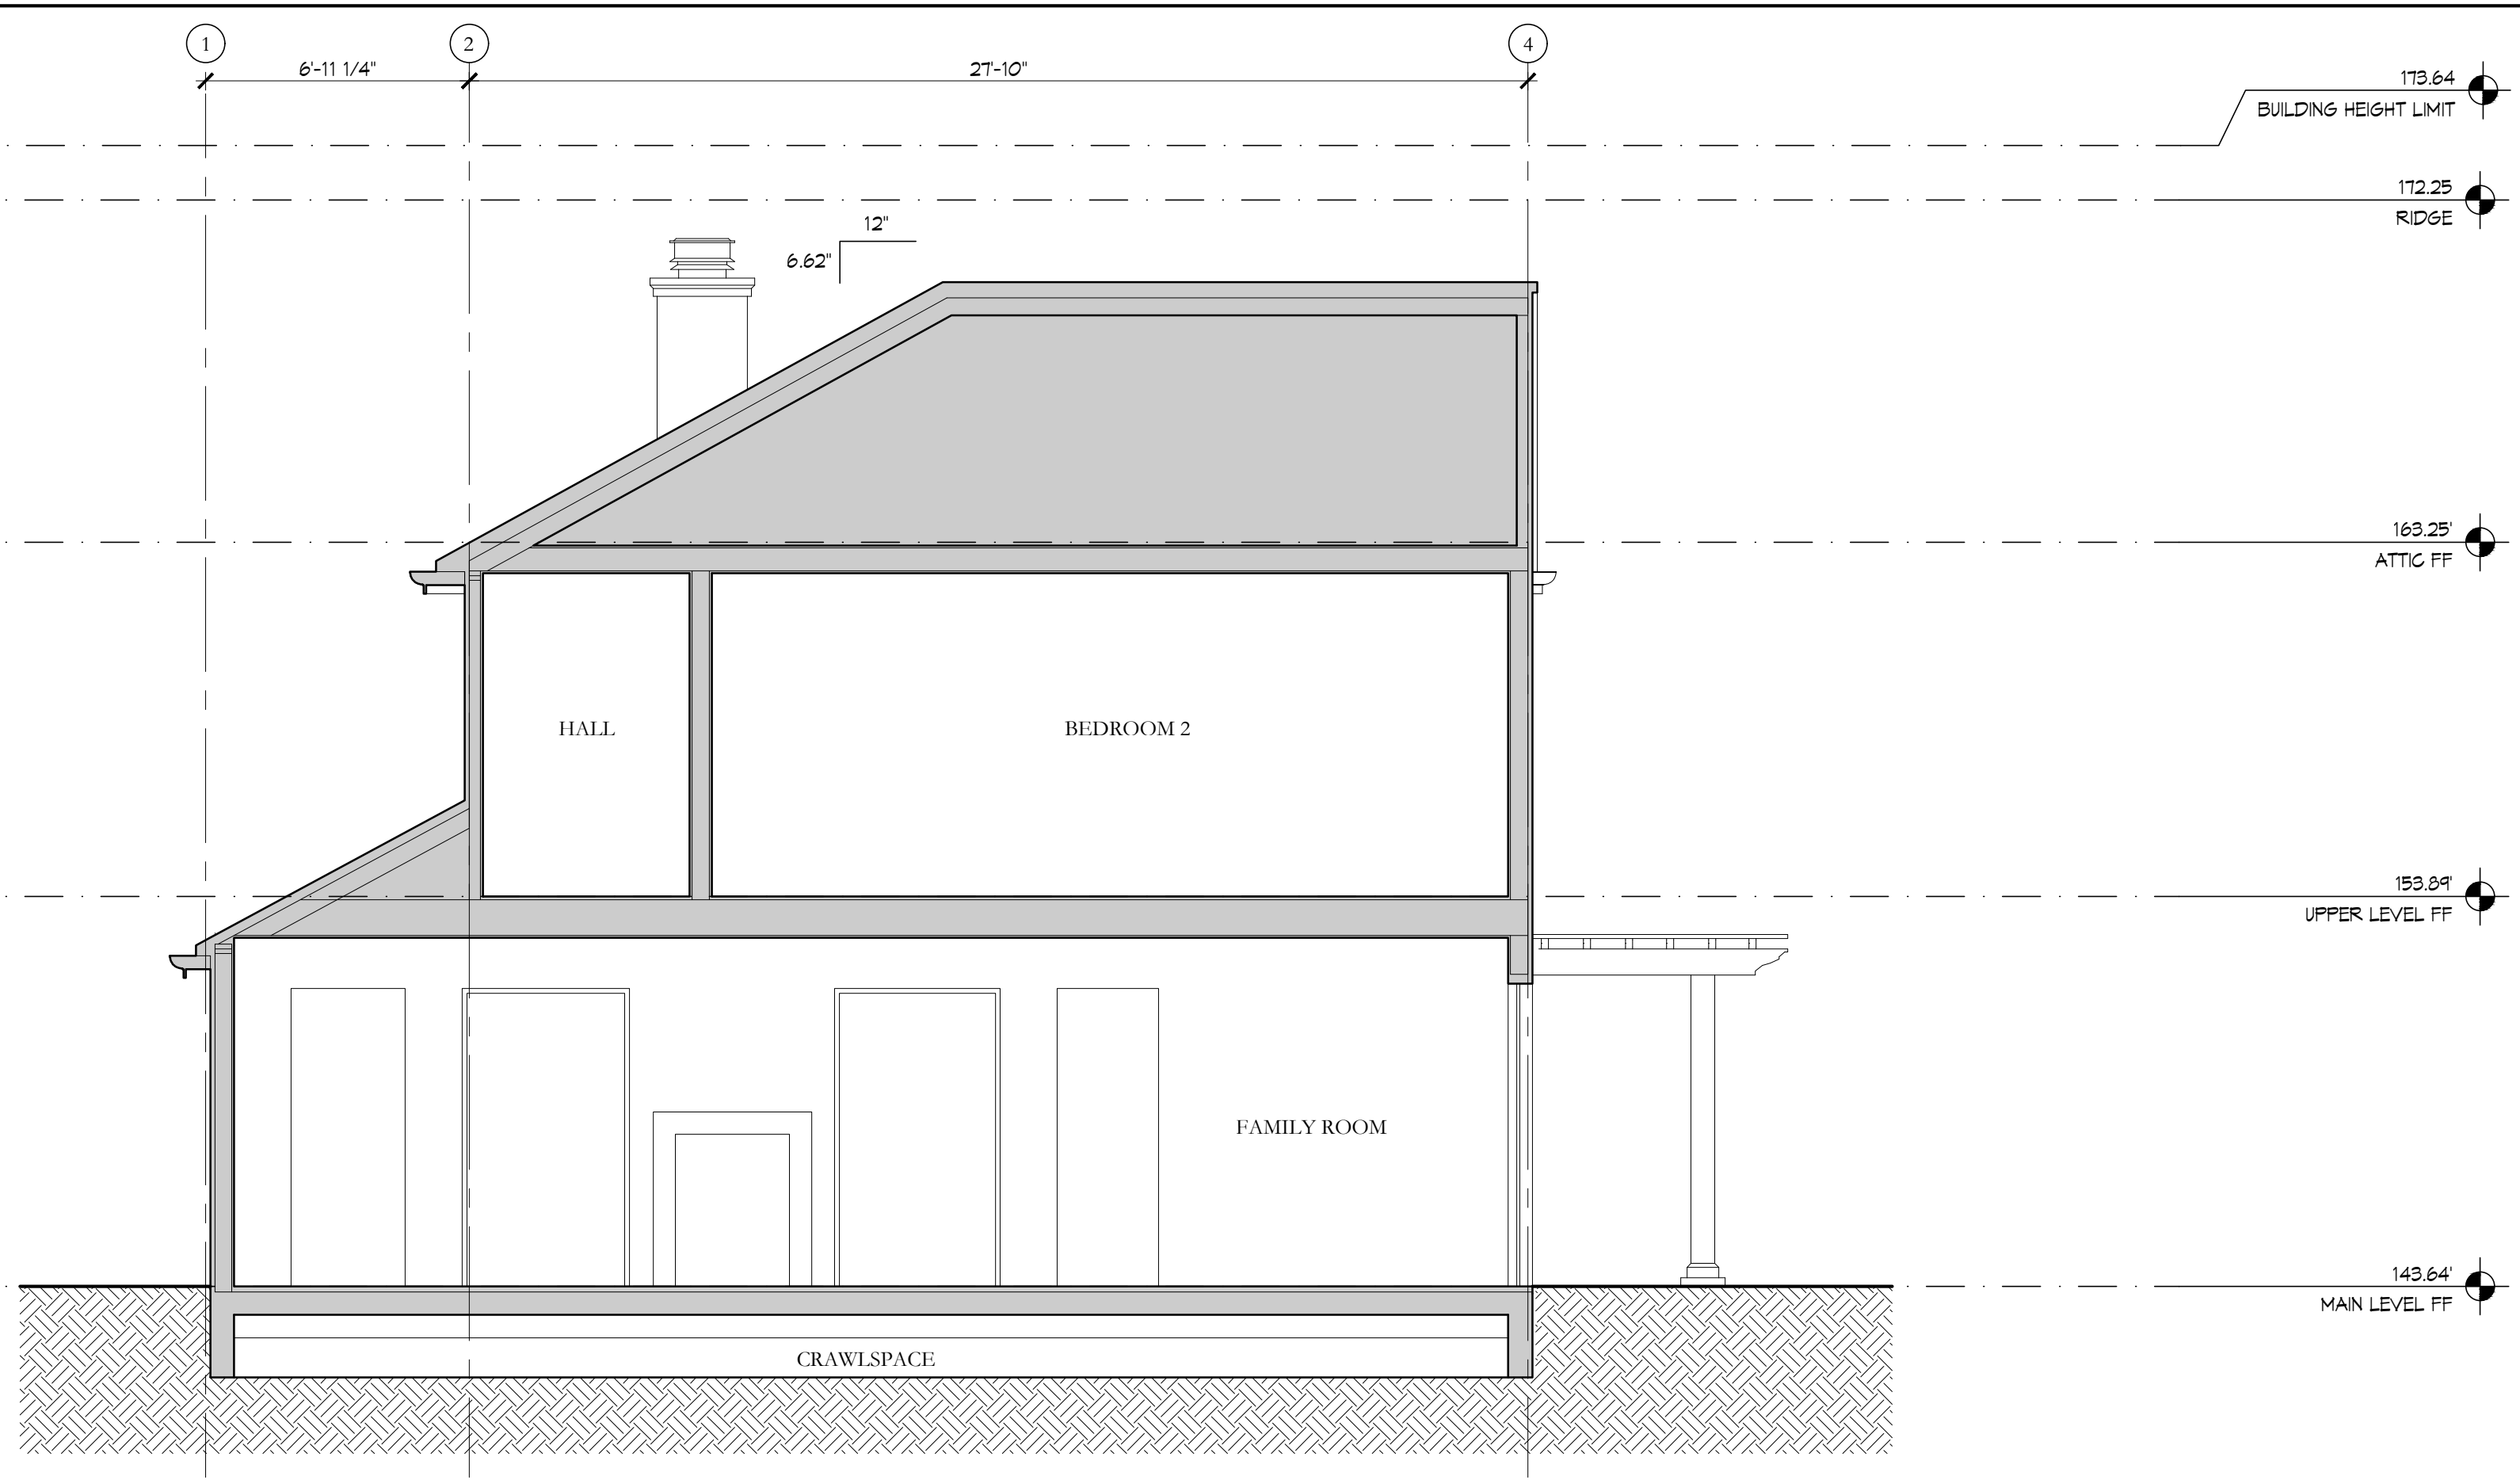 1
2
4
6'-11 1/4"
27'-10"
173.64
BUILDING HEIGHT LIMIT
172.25
RIDGE
12"
6.62"
163.25'
ATTIC FF
HALL
BEDROOM 2
153.89'
UPPER LEVEL FF
FAMILY ROOM
143.64'
MAIN LEVEL FF
CRAWLSPACE